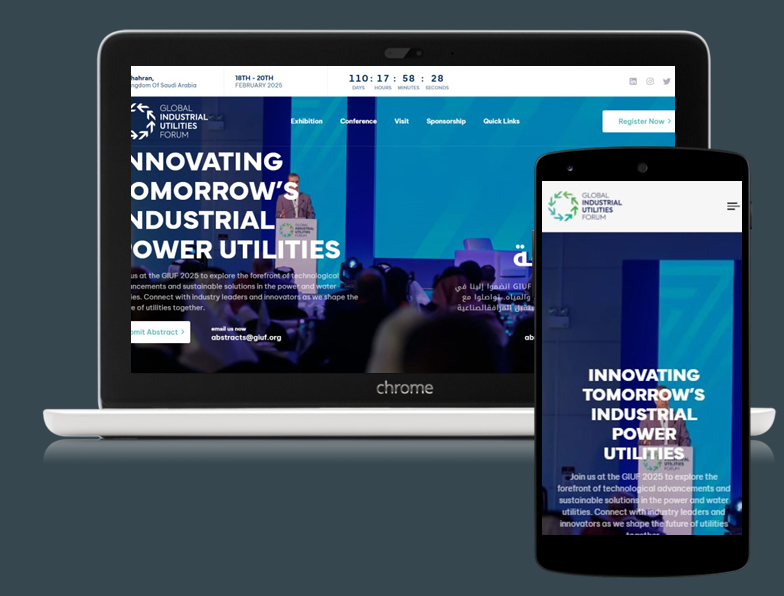 hahran,
ngdom Of Saudi Arabia
18TH - 20TH
FEBRUARY 2025
110 : 17 : 58 : 28
DAYS HOURS MINUTES SECONDS
GLOBAL
INDUSTRIAL
UTILITIES
FORUM
Exhibition Conference Visit Sponsorship Quick Links
Register Now
NNOVATING
OMORROW'S
NDUSTRIAL
OWER UTILITIES
us at the GIUF 2025 to explore the forefront of technological
ancements and sustainable solutions in the power and water
ies. Connect with industry leaders and innovators as we shape the
e of utilities together.
ـة
GIUF انضموا إلينا في
والمياه. تواصلوا مع
omit Abstract
email us now
abstracts@giuf.org
ab
chrome
GLOBAL
INDUSTRIAL
UTILITIES
FORUM
INNOVATING
TOMORROW'S
INDUSTRIAL
POWER
UTILITIES
Join us at the GIUF 2025 to explore the
forefront of technological advancements and
sustainable solutions in the power and water
utilities. Connect with industry leaders and
innovators as we shape the future of utilities
together.